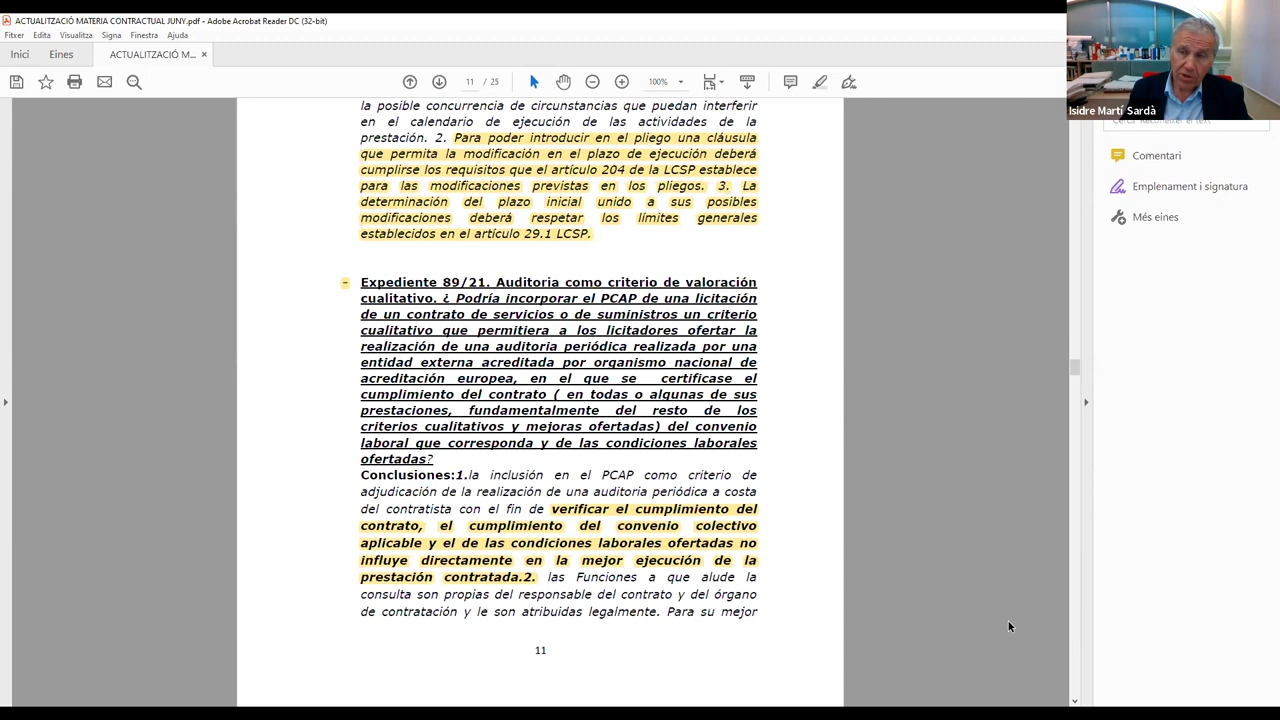 ACTUALITZACIÓ MATERIA CONTRACTUAL JUNY.pdf - Adobe Acrobat Reader DC (32-bit)
Fitxer Edita Visualitza Signa Finestra Ajuda
Inici Eines ACTUALITZACIÓ M... ×
11 / 25 100%
Isidre Martí Sardà
Comentari
Emplenament i signatura
Més eines
la posible concurrencia de circunstancias que puedan interferir
en el calendario de ejecución de las actividades de la
prestación. 2. Para poder introducir en el pliego una cláusula
que permita la modificación en el plazo de ejecución deberá
cumplirse los requisitos que el artículo 204 de la LCSP establece
para las modificaciones previstas en los pliegos. 3. La
determinación del plazo inicial unido a sus posibles
modificaciones deberá respetar los límites generales
establecidos en el artículo 29.1 LCSP.
- Expediente 89/21. Auditoria como criterio de valoración
cualitativo. ¿ Podría incorporar el PCAP de una licitación
de un contrato de servicios o de suministros un criterio
cualitativo que permitiera a los licitadores ofertar la
realización de una auditoria periódica realizada por una
entidad externa acreditada por organismo nacional de
acreditación europea, en el que se certificase el
cumplimiento del contrato ( en todas o algunas de sus
prestaciones, fundamentalmente del resto de los
criterios cualitativos y mejoras ofertadas) del convenio
laboral que corresponda y de las condiciones laborales
ofertadas?
Conclusiones:1.la inclusión en el PCAP como criterio de
adjudicación de la realización de una auditoria periódica a costa
del contratista con el fin de verificar el cumplimiento del
contrato, el cumplimiento del convenio colectivo
aplicable y el de las condiciones laborales ofertadas no
influye directamente en la mejor ejecución de la
prestación contratada.2. las Funciones a que alude la
consulta son propias del responsable del contrato y del órgano
de contratación y le son atribuidas legalmente. Para su mejor
11